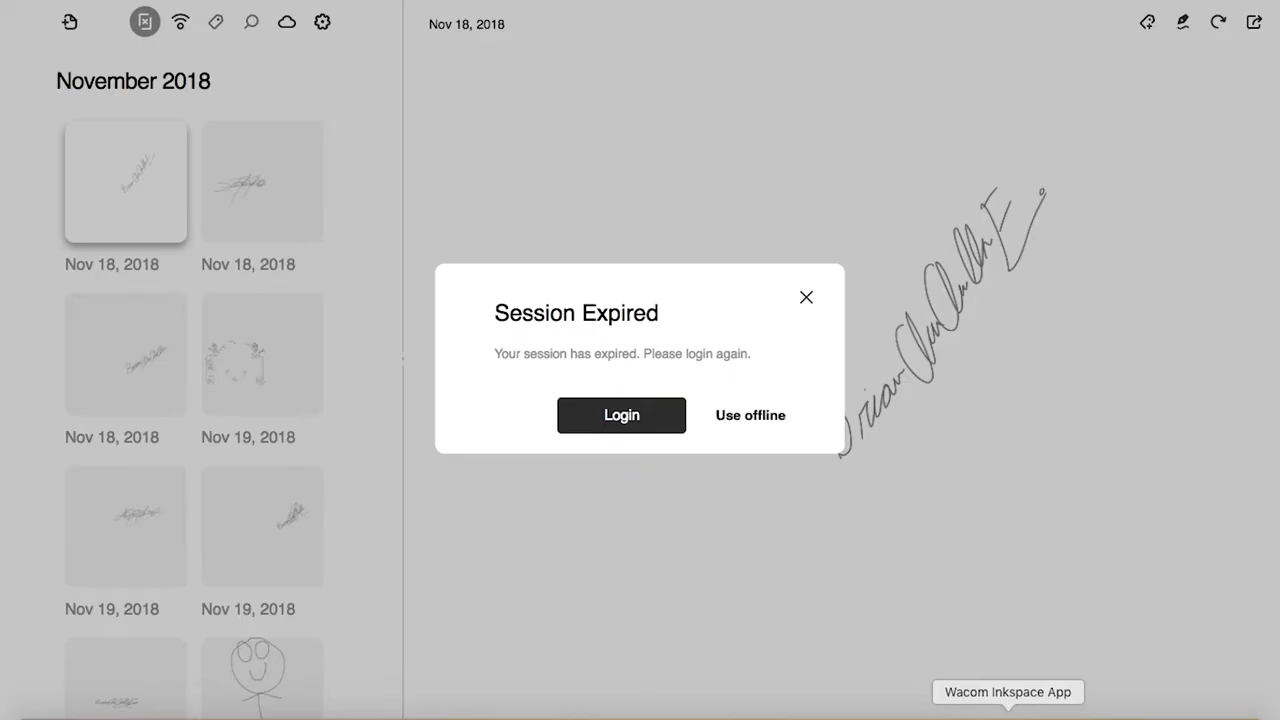 Nov 18, 2018
November 2018
Nov 18, 2018
Nov 18, 2018
Nov 18, 2018
Nov 19, 2018
Nov 19, 2018
Nov 19, 2018
Session Expired
Your session has expired. Please login again.
Login
Use offline
Wacom Inkspace App